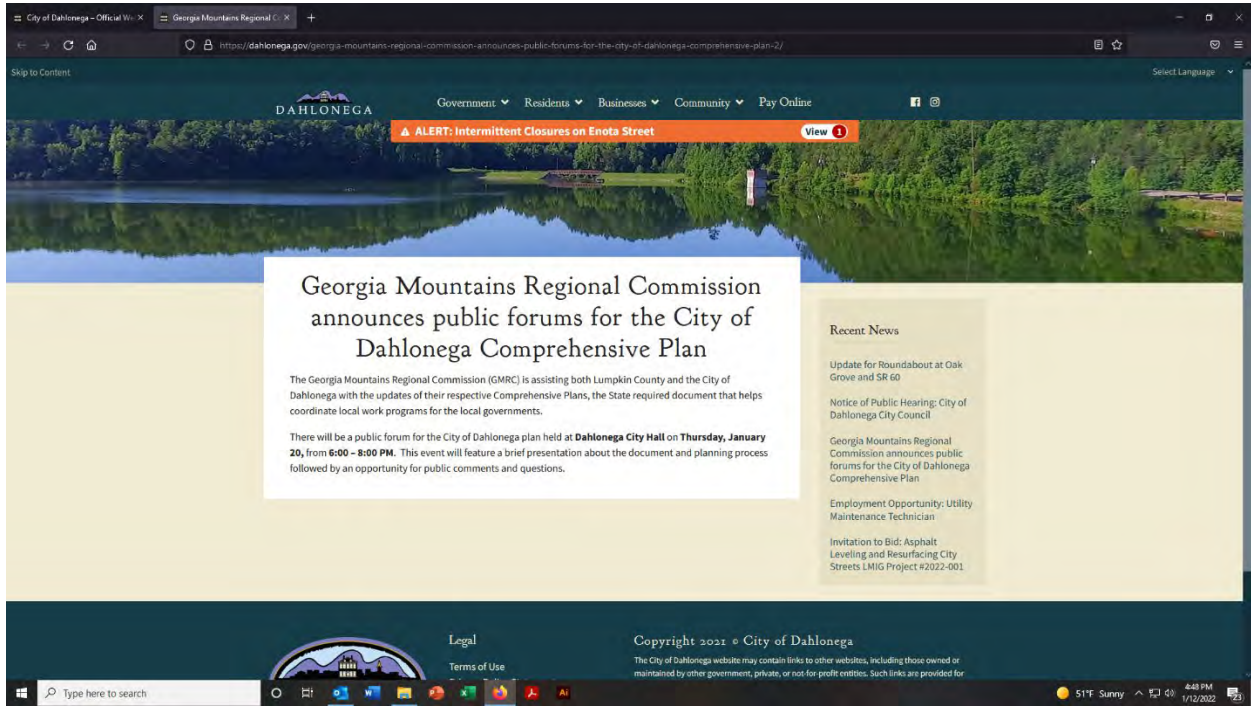 City of Dahlonega – Official We
Georgia Mountains Regional Co
https://dahlonega.gov/georgia-mountains-regional-commission-announces-public-forums-for-the-city-of-dahlonega-comprehensive-plan-2/
Skip to Content
Select Language
DAHLONEGA
Government
Residents
Businesses
Community
Pay Online
ALERT: Intermittent Closures on Enota Street
View 1
Georgia Mountains Regional Commission
announces public forums for the City of
Dahlonega Comprehensive Plan
The Georgia Mountains Regional Commission (GMRC) is assisting both Lumpkin County and the City of
Dahlonega with the updates of their respective Comprehensive Plans, the State required document that helps
coordinate local work programs for the local governments.
There will be a public forum for the City of Dahlonega plan held at Dahlonega City Hall on Thursday, January
20, from 6:00 – 8:00 PM. This event will feature a brief presentation about the document and planning process
followed by an opportunity for public comments and questions.
Recent News
Update for Roundabout at Oak
Grove and SR 60
Notice of Public Hearing: City of
Dahlonega City Council
Georgia Mountains Regional
Commission announces public
forums for the City of Dahlonega
Comprehensive Plan
Employment Opportunity: Utility
Maintenance Technician
Invitation to Bid: Asphalt
Leveling and Resurfacing City
Streets LMIG Project #2022-001
Legal
Terms of Use
Copyright 2021 © City of Dahlonega
The City of Dahlonega website may contain links to other websites, including those owned or
maintained by other government, private, or not-for-profit entities. Such links are provided for
Type here to search
51°F Sunny
4:48 PM
1/12/2022
23